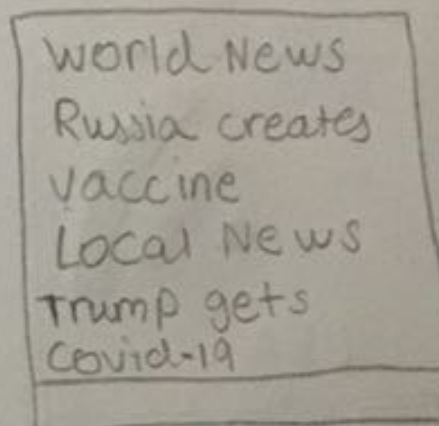 World News
Russia creates
vaccine
Local News
Trump gets
Covid-19